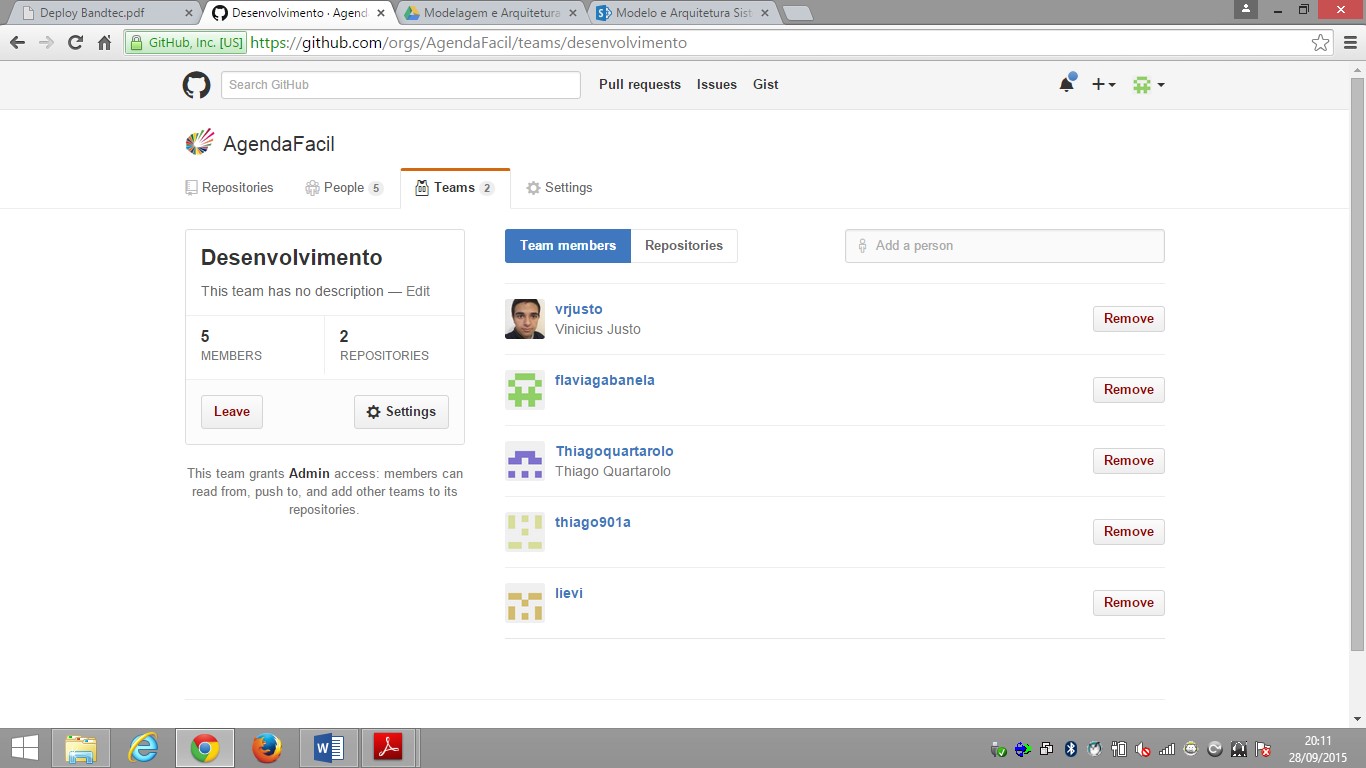 Deploy Bandtec.pdf
Desenvolvimento · Agend
Modelagem e Arquitetura
Modelo e Arquitetura Sist
GitHub, Inc. [US] https://github.com/orgs/AgendaFacil/teams/desenvolvimento
Search GitHub
Pull requests
Issues
Gist
AgendaFacil
Repositories
People 5
Teams 2
Settings
Desenvolvimento
This team has no description — Edit
5
MEMBERS
2
REPOSITORIES
Leave
Settings
This team grants Admin access: members can
read from, push to, and add other teams to its
repositories.
Team members
Repositories
Add a person
vrjusto
Vinicius Justo
Remove
flaviagabanela
Remove
Thiagoquartarolo
Thiago Quartarolo
Remove
thiago901a
Remove
lievi
Remove
20:11
28/09/2015